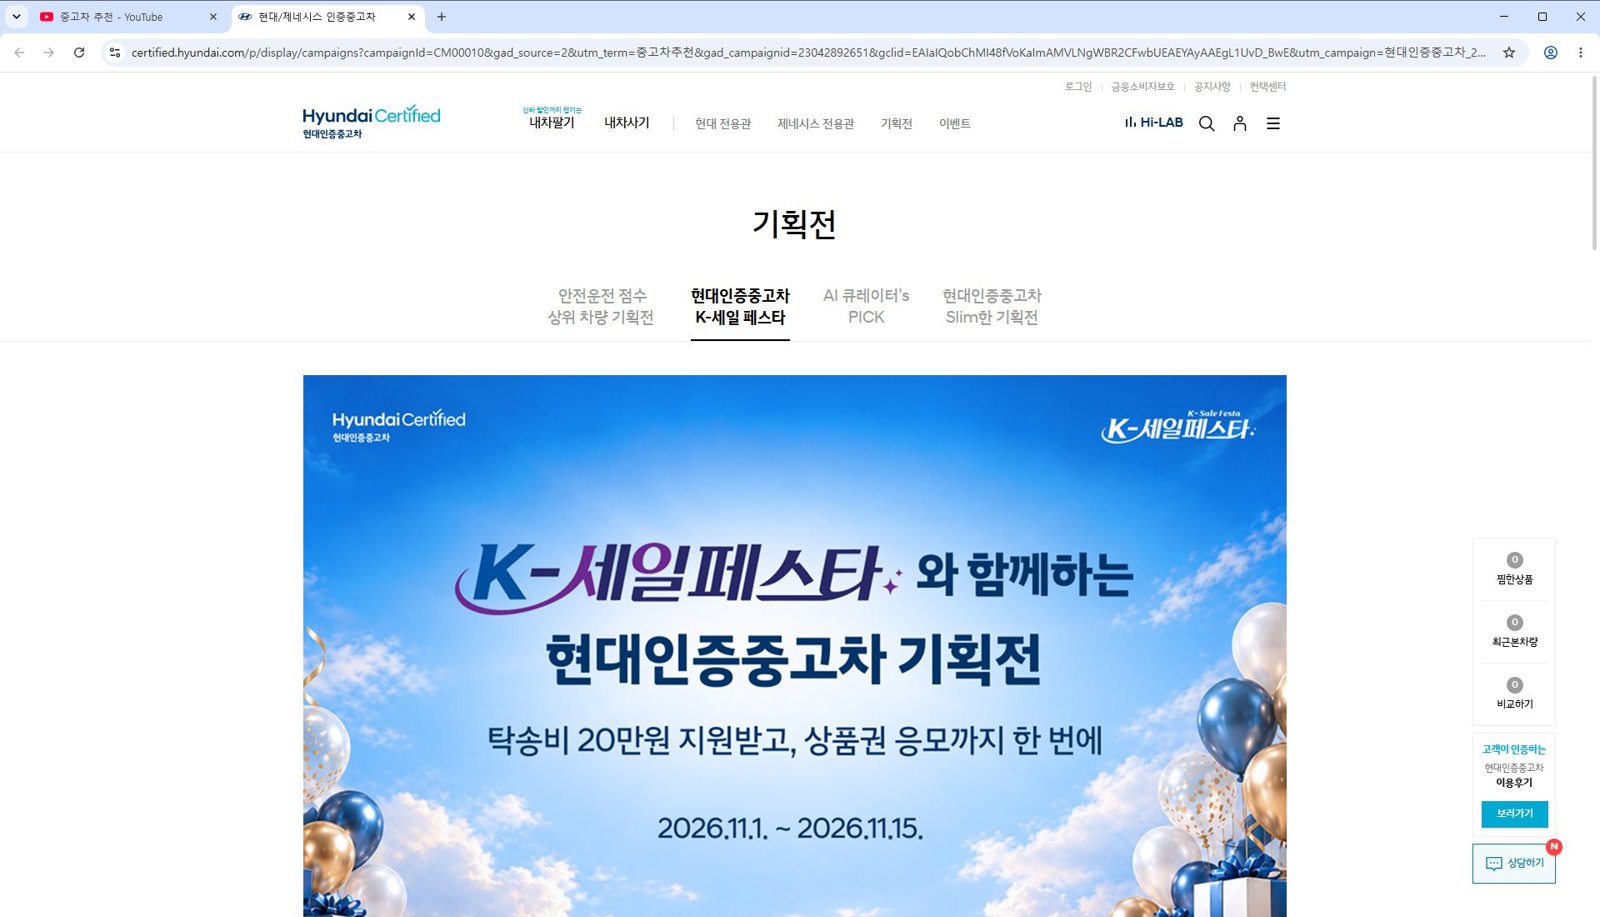 중고차 추천 - YouTube
현대/제네시스 인증중고차
certified.hyundai.com/p/display/campaigns?campaignId=CM00010&gad_source=2&utm_term=중고차추천&gad_campaignid=23042892651&gclid=EAIaIQobChMI48fVoKaImAMVLNgWBR2CFwbUEAEYAyAAEgL1UvD_BwE&utm_campaign=현대인증중고차_2...
로그인
금융소비자보호
공지사항
컨택센터
Hyundai Certified
현대인증중고차
신차 할인까지 챙기는
내차팔기
내차사기
현대 전용관
제네시스 전용관
기획전
이벤트
Hi-LAB
기획전
안전운전 점수
상위 차량 기획전
현대인증중고차
K-세일 페스타
AI 큐레이터's
PICK
현대인증중고차
Slim한 기획전
Hyundai Certified
현대인증중고차
K-Sale Festa
K-세일페스타
K-세일페스타 와 함께하는
현대인증중고차 기획전
탁송비 20만원 지원받고, 상품권 응모까지 한 번에
2026.11.1. ~ 2026.11.15.
0
찜한상품
0
최근본차량
0
비교하기
고객이 인증하는
현대인증중고차
이용후기
보러가기
N
상담하기